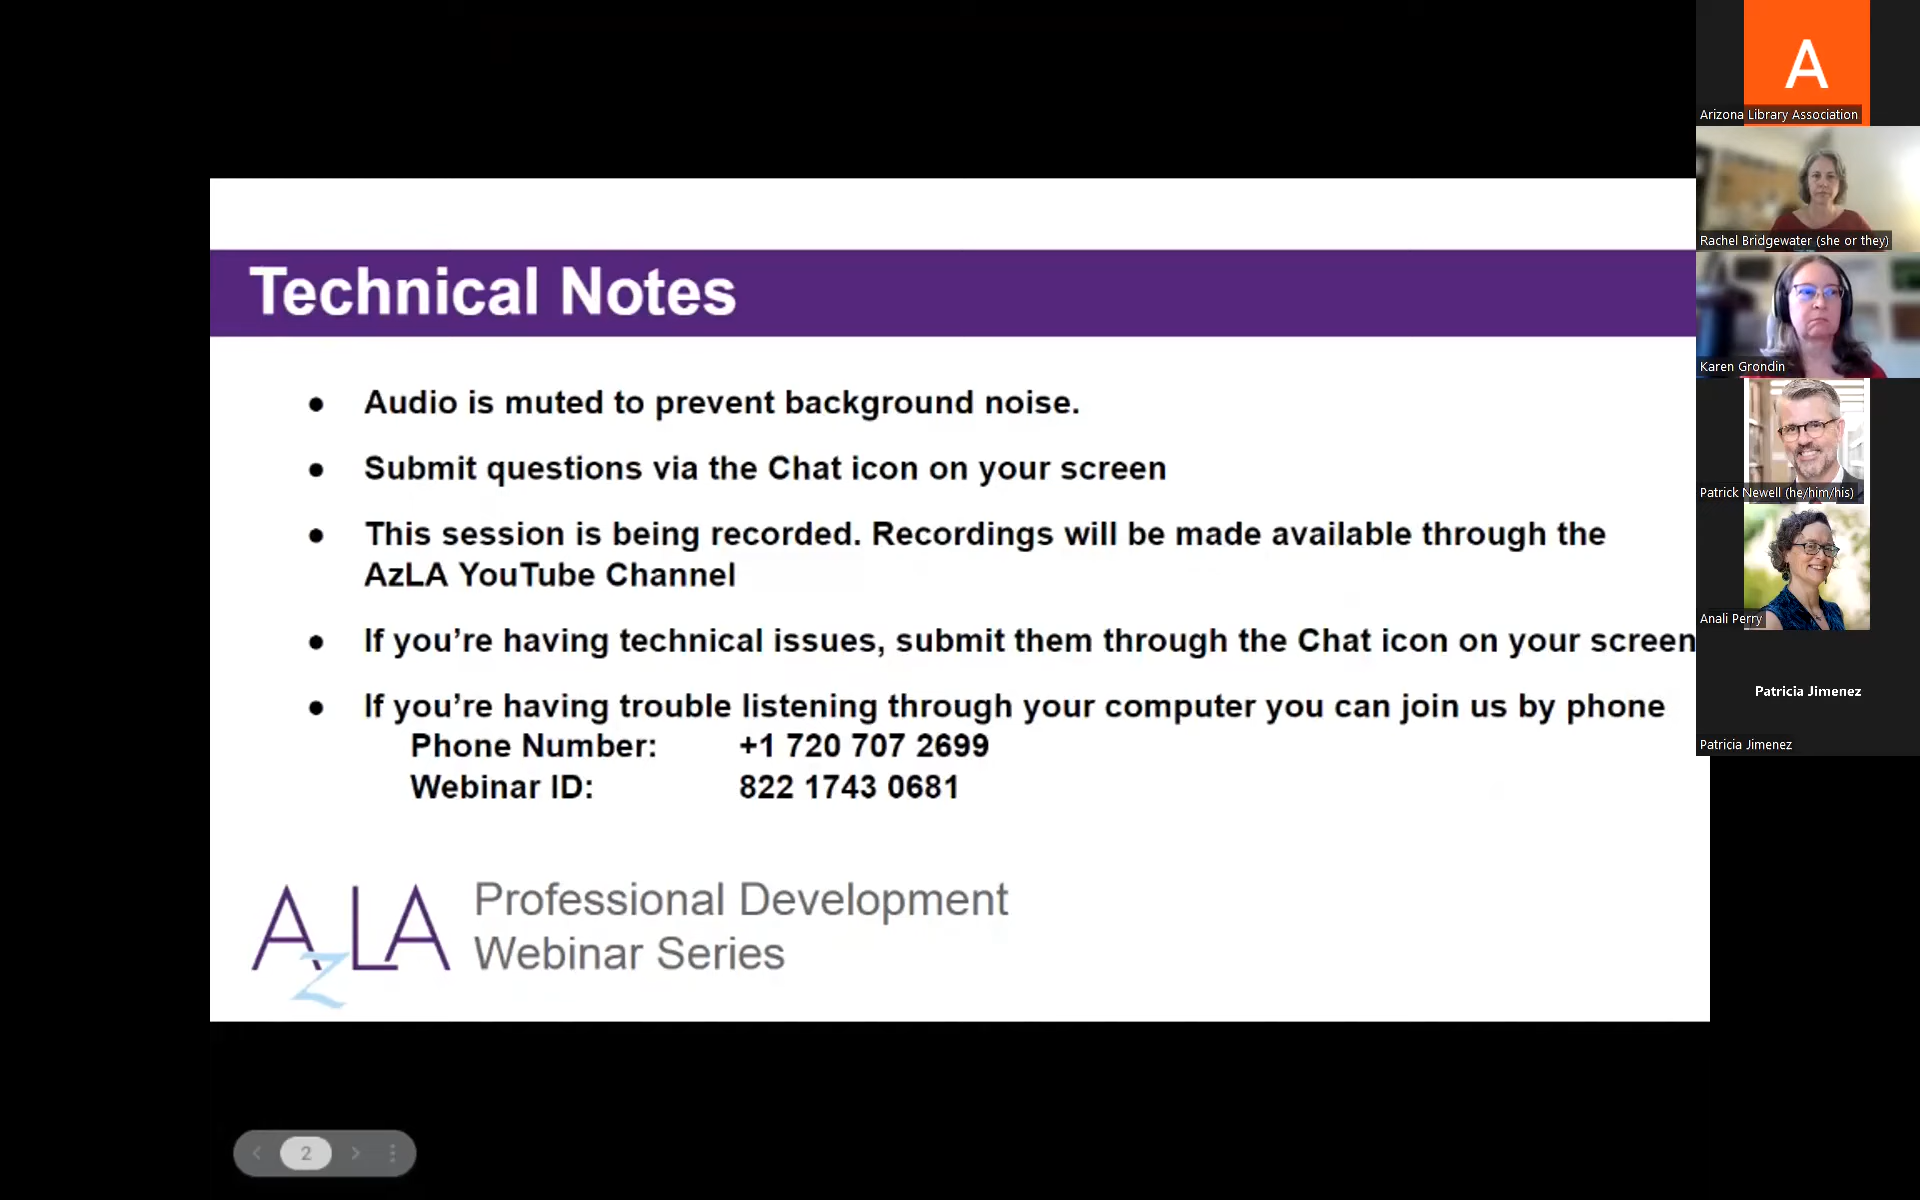 Technical Notes
● Audio is muted to prevent background noise.
● Submit questions via the Chat icon on your screen
● This session is being recorded. Recordings will be made available through the
AzLA YouTube Channel
● If you’re having technical issues, submit them through the Chat icon on your screen
● If you’re having trouble listening through your computer you can join us by phone
Phone Number: +1 720 707 2699
Webinar ID: 822 1743 0681
AzLA
Professional Development
Webinar Series
2
A
Arizona Library Association
Rachel Bridgewater (she or they)
Karen Grondin
Patrick Newell (he/him/his)
Anali Perry
Patricia Jimenez
Patricia Jimenez